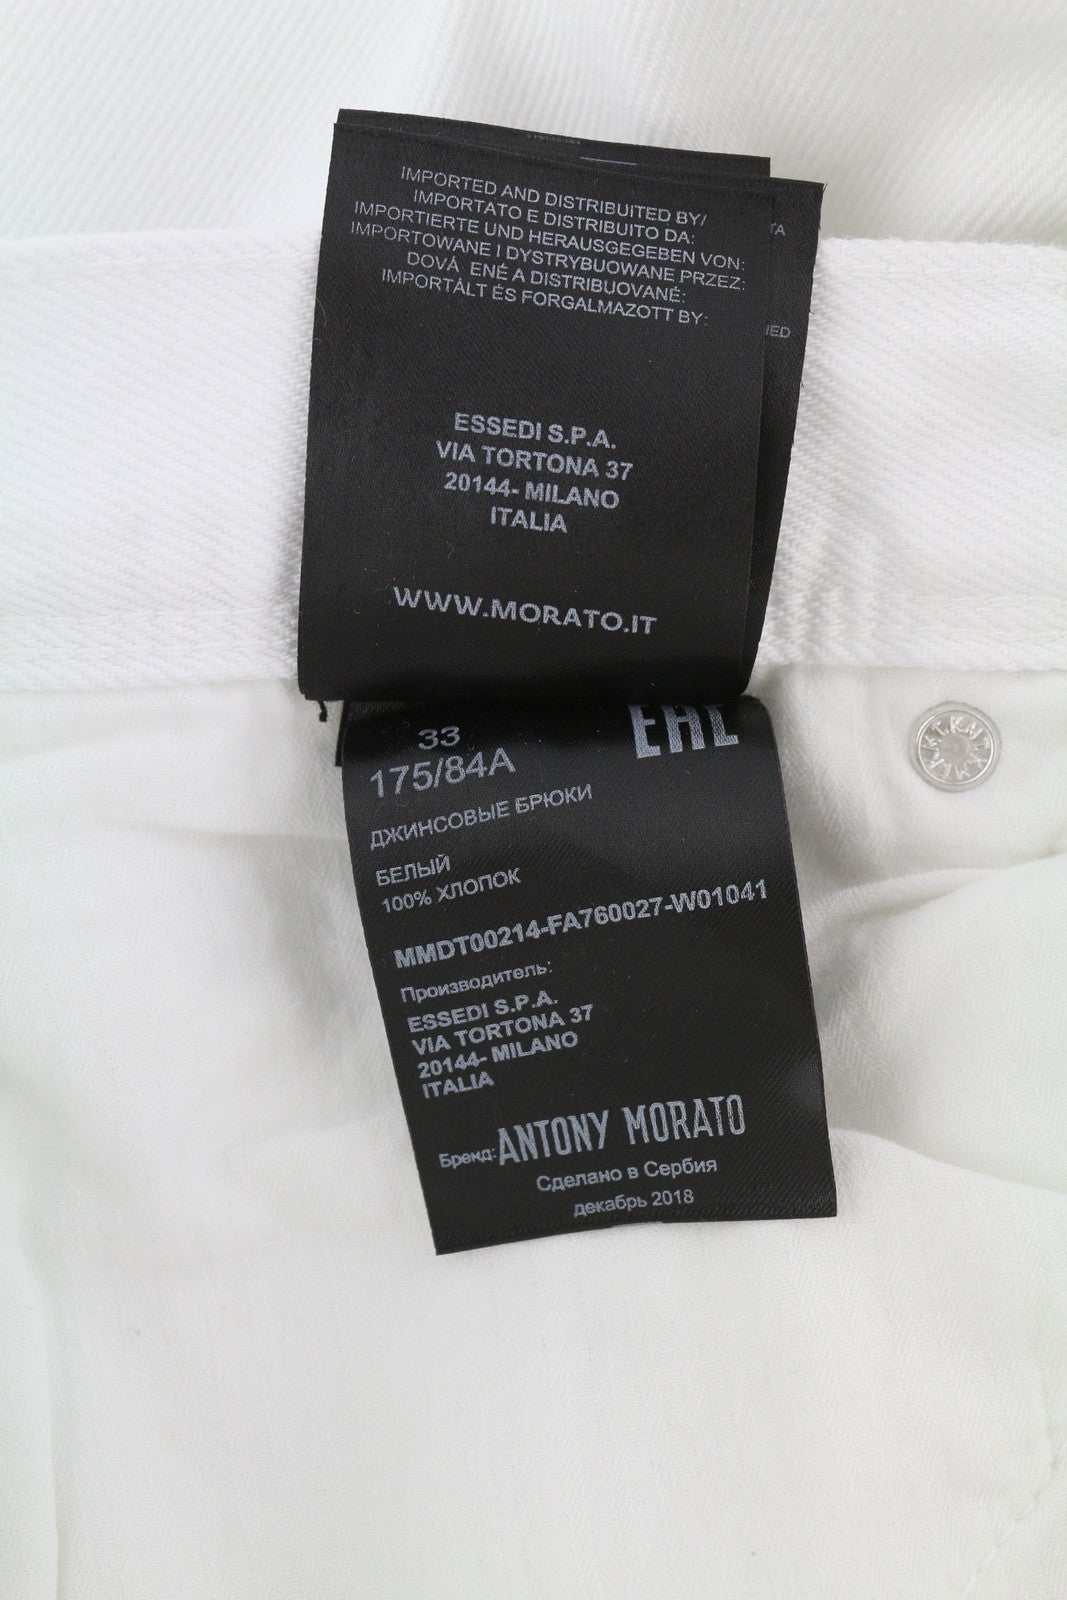 IMPORTED AND DISTRIBUITED BY/
IMPORTATO E DISTRIBUITO DA:
IMPORTIERTE UND HERAUSGEGEBEN VON:
IMPORTOWANE I DYSTRYBUOWANE PRZEZ:
DOVÁ ENÉ A DISTRIBUOVANÉ:
IMPORTÁLT ÉS FORGALMAZOTT BY:
ESSEDI S.P.A.
VIA TORTONA 37
20144- MILANO
ITALIA
WWW.MORATO.IT
33
EAC
175/84A
ДЖИНСОВЫЕ БРЮКИ
БЕЛЫЙ
100% ХЛОПОК
MMDT00214-FA760027-W01041
Производитель:
ESSEDI S.P.A.
VIA TORTONA 37
20144- MILANO
ITALIA
Бренд: ANTONY MORATO
Сделано в Сербия
декабрь 2018